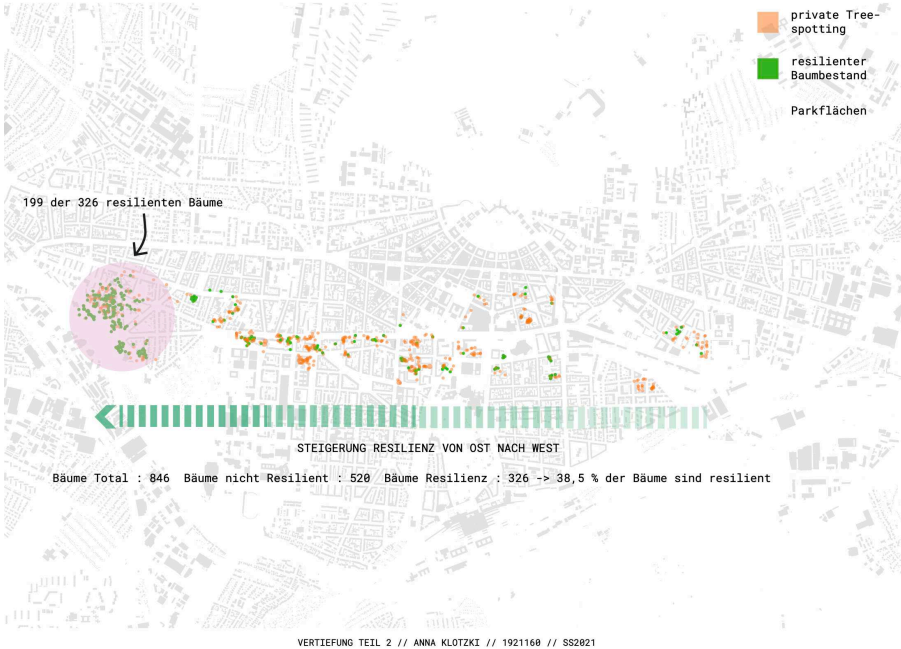 private Tree-
spotting
resilienter
Baumbestand
Parkflächen
199 der 326 resilienten Bäume
STEIGERUNG RESILIENZ VON OST NACH WEST
Bäume Total : 846 Bäume nicht Resilient : 520 Bäume Resilienz : 326 -> 38,5 % der Bäume sind resilient
VERTIEFUNG TEIL 2 // ANNA KLOTZKI // 1921160 // SS2021